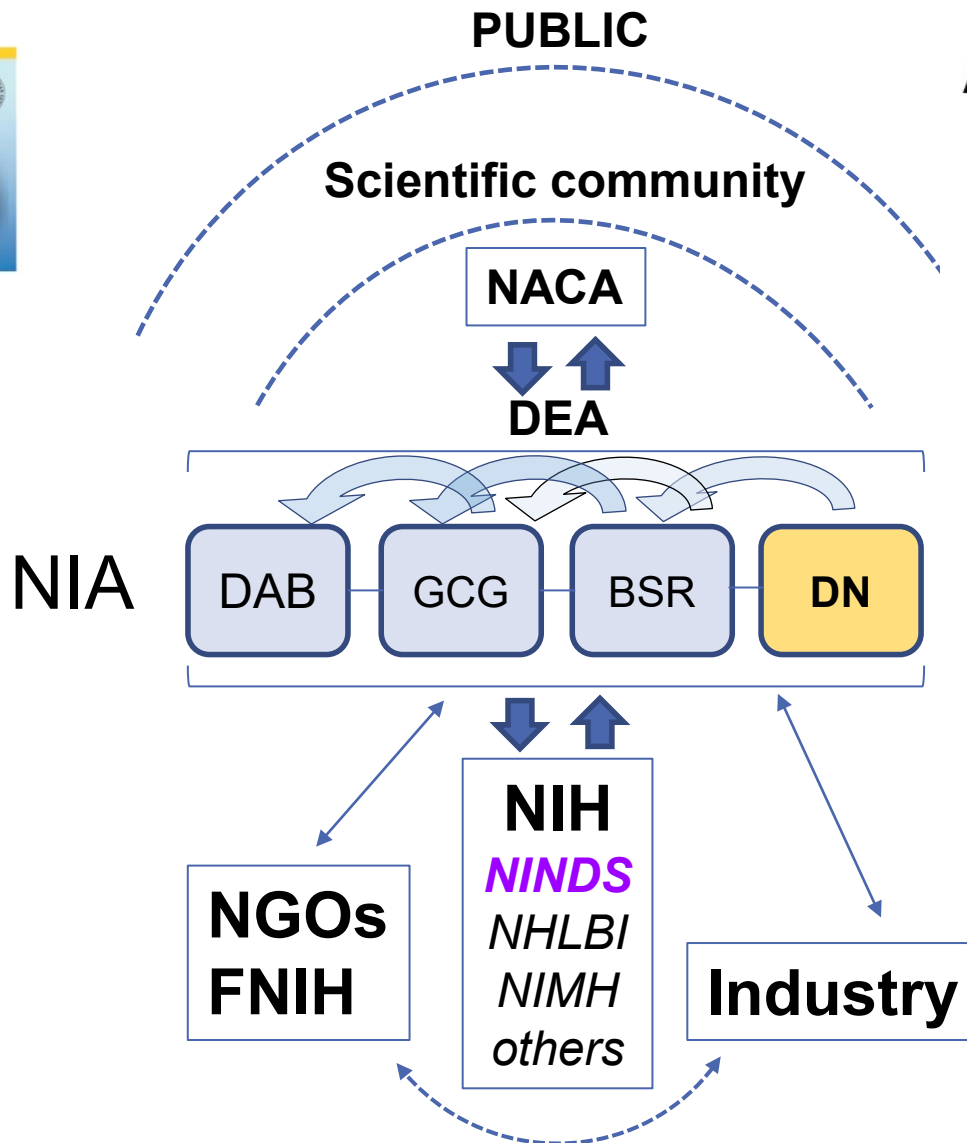 PUBLIC
Scientific community
NACA
DEA
NIA
DAB
GCG
BSR
DN
NIH
NINDS
NHLBI
NIMH
others
NGOs
FNIH
Industry